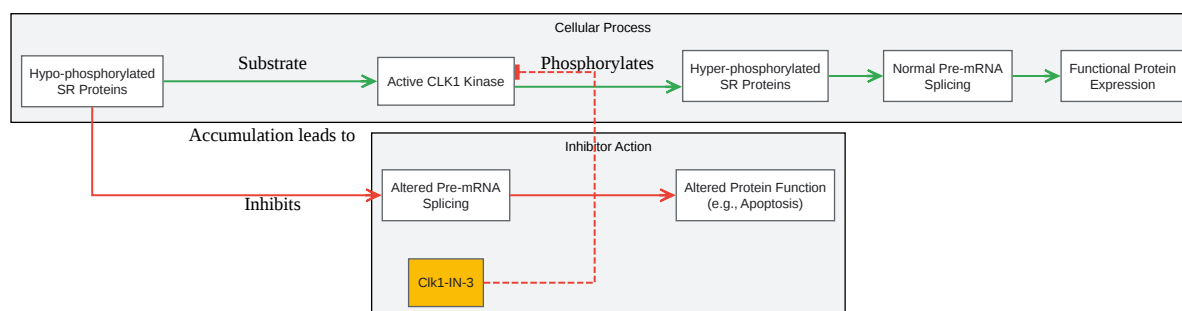 Cellular Process
Hypo-phosphorylated
SR Proteins
Substrate
Active CLK1 Kinase
Phosphorylates
Hyper-phosphorylated
SR Proteins
Normal Pre-mRNA
Splicing
Functional Protein
Expression
Accumulation leads to
Inhibitor Action
Inhibits
Altered Pre-mRNA
Splicing
Altered Protein Function
(e.g., Apoptosis)
Clk1-IN-3